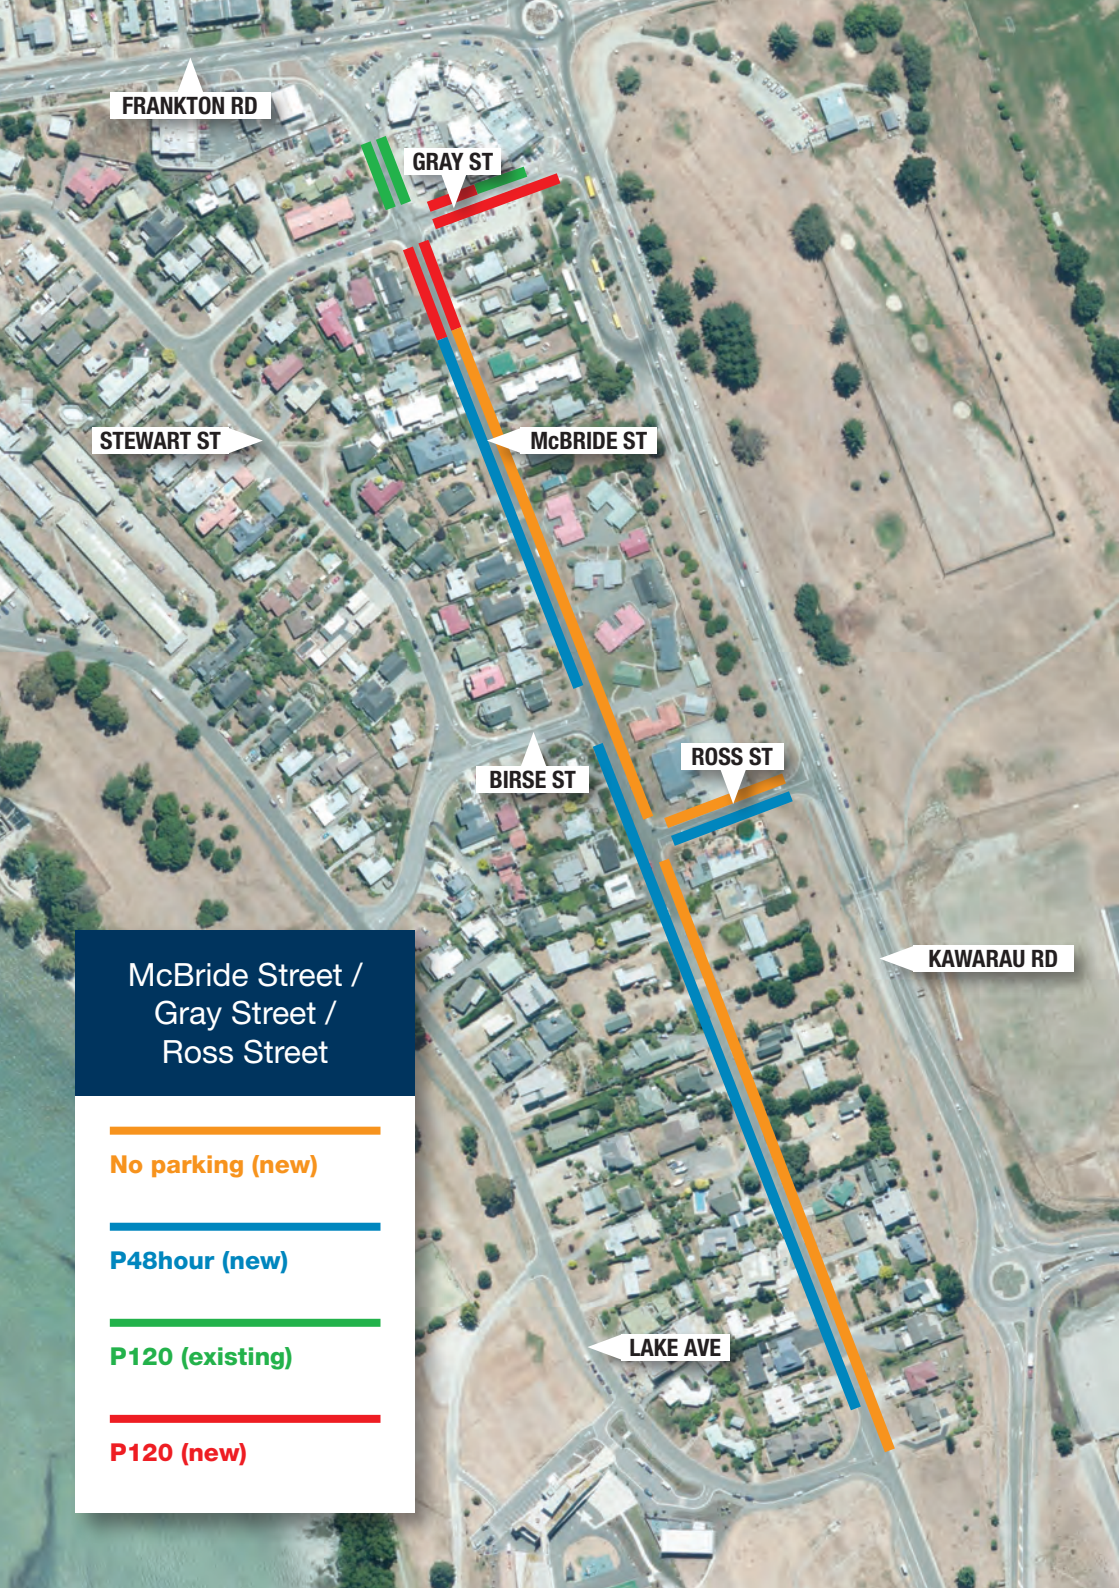 FRANKTON RD
GRAY ST
STEWART ST
McBRIDE ST
BIRSE ST
ROSS ST
KAWARAU RD
McBride Street /
Gray Street /
Ross Street
No parking (new)
P48hour (new)
P120 (existing)
P120 (new)
LAKE AVE